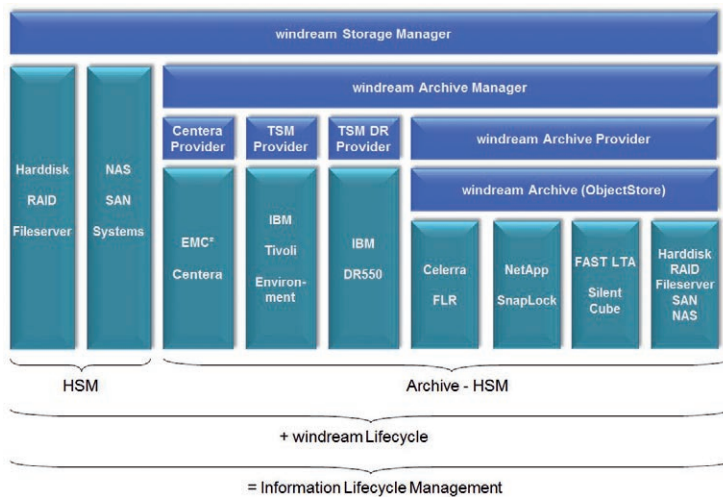 windream Storage Manager
windream Archive Manager
Centera
Provider
TSM
Provider
TSM DR
Provider
windream Archive Provider
windream Archive (ObjectStore)
Harddisk
RAID
Fileserver
NAS
SAN
Systems
EMC²
Centera
IBM
Tivoli
Environ-
ment
IBM
DR550
Celerra
FLR
NetApp
SnapLock
FAST LTA
Silent
Cube
Harddisk
RAID
Fileserver
SAN
NAS
HSM
Archive - HSM
+ windream Lifecycle
= Information Lifecycle Management